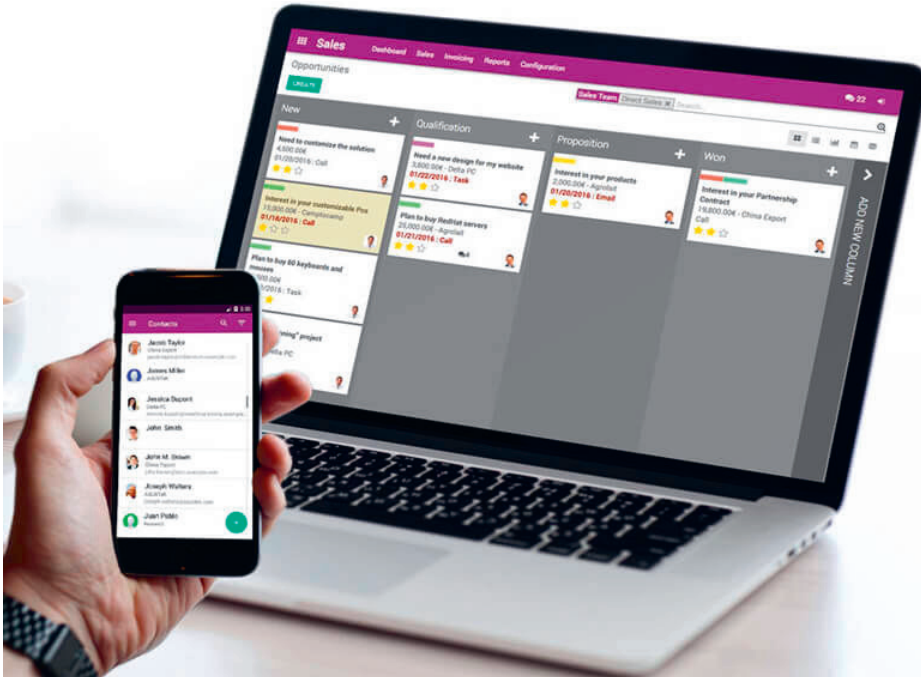 Sales
Dashboard Sales Invoicing Reports Configuration
22
Opportunities
CREATE
Sales Team Direct Sales x Search...
New
Need to customize the solution
4,500.00€
01/20/2016 : Call
Interest in your customizable Pos
15,000.00€ - Camptocamp
01/16/2016 : Call
Plan to buy 60 keyboards and
mouses
000.00€
/2016 : Task
project
Delta PC
Qualification
Need a new design for my website
3,800.00€ - Delta PC
01/22/2016 : Task
Plan to buy RedHat servers
25,000.00€ - Agrolait
01/21/2016 : Call
Proposition
Interest in your products
2,000.00€ - Agrolait
01/20/2016 : Email
Won
Interest in your Partnership
Contract
19,800.00€ - China Export
Call
ADD NEW COLUMN
Contacts
Jacob Taylor
China Export
James Miller
Jessica Dupont
Delta PC
John Smith
John M. Brown
China Export
Joseph Walters
Juan Pablo